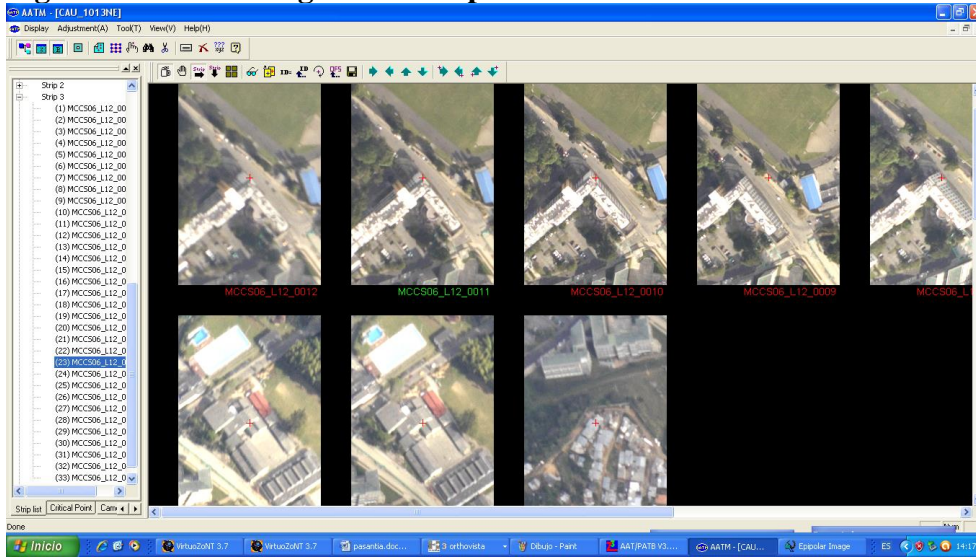 AATM - [CAU_1013NE]
Display Adjustment(A) Tool(T) View(V) Help(H)
Strip 2
Strip 3
(1) MCCS06_L12_00
(2) MCCS06_L12_00
(3) MCCS06_L12_00
(4) MCCS06_L12_00
(5) MCCS06_L12_00
(6) MCCS06_L12_00
(7) MCCS06_L12_00
(8) MCCS06_L12_00
(9) MCCS06_L12_00
(10) MCCS06_L12_0
(11) MCCS06_L12_0
(12) MCCS06_L12_0
(13) MCCS06_L12_0
(14) MCCS06_L12_0
(15) MCCS06_L12_0
(16) MCCS06_L12_0
(17) MCCS06_L12_0
(18) MCCS06_L12_0
(19) MCCS06_L12_0
(20) MCCS06_L12_0
(21) MCCS06_L12_0
(22) MCCS06_L12_0
(23) MCCS06_L12_0
(24) MCCS06_L12_0
(25) MCCS06_L12_0
(26) MCCS06_L12_0
(27) MCCS06_L12_0
(28) MCCS06_L12_0
(29) MCCS06_L12_0
(30) MCCS06_L12_0
(31) MCCS06_L12_0
(32) MCCS06_L12_0
(33) MCCS06_L12_0
Strip list Critical Point Cam
MCCS06_L12_0012 MCCS06_L12_0011 MCCS06_L12_0010 MCCS06_L12_0009 MCCS06_L1
Done
Inicio VirtuoZoNT 3.7 VirtuoZoNT 3.7 pasantia.doc... 3 orthovista Dibujo - Paint AAT/PATB V3.... AATM - [CAU... Epipolar Image ES